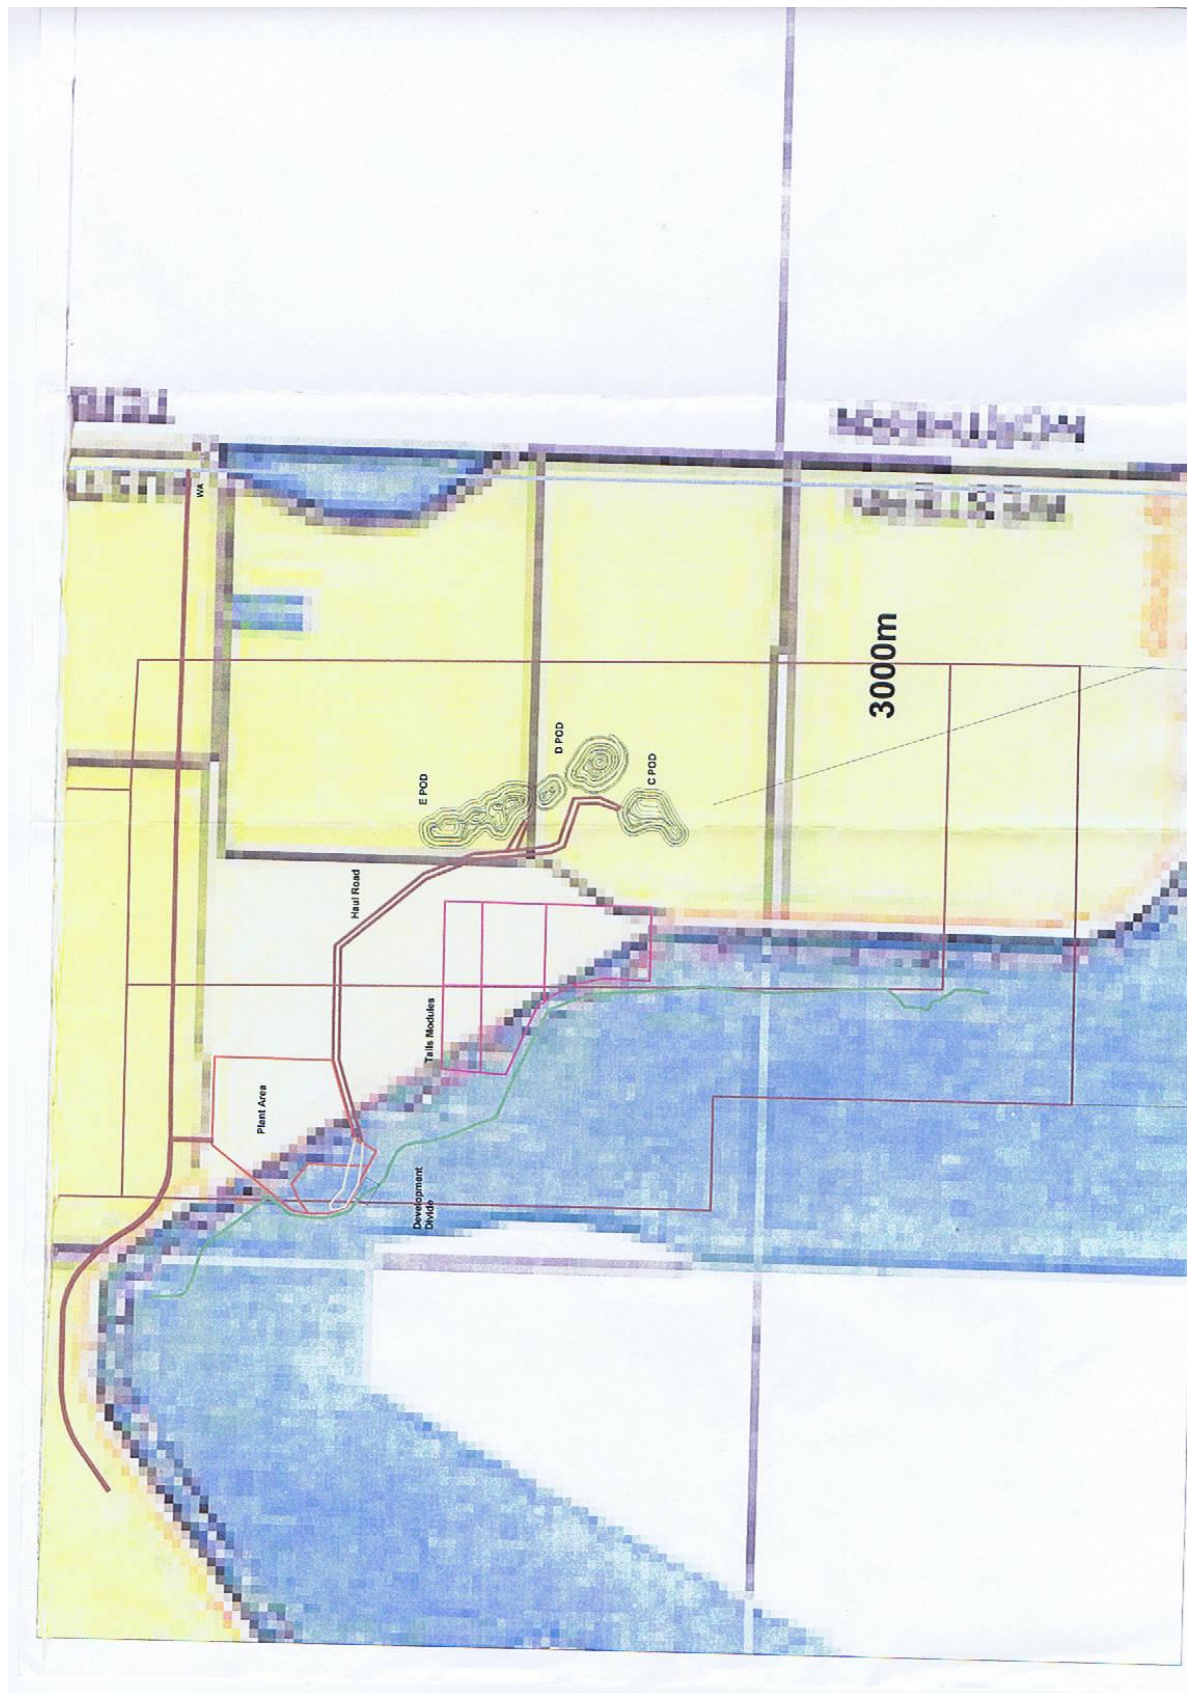 WA
Plant Area
Haul Road
Development
Divide
E POD
Tails Modules
D POD
C POD
3000m